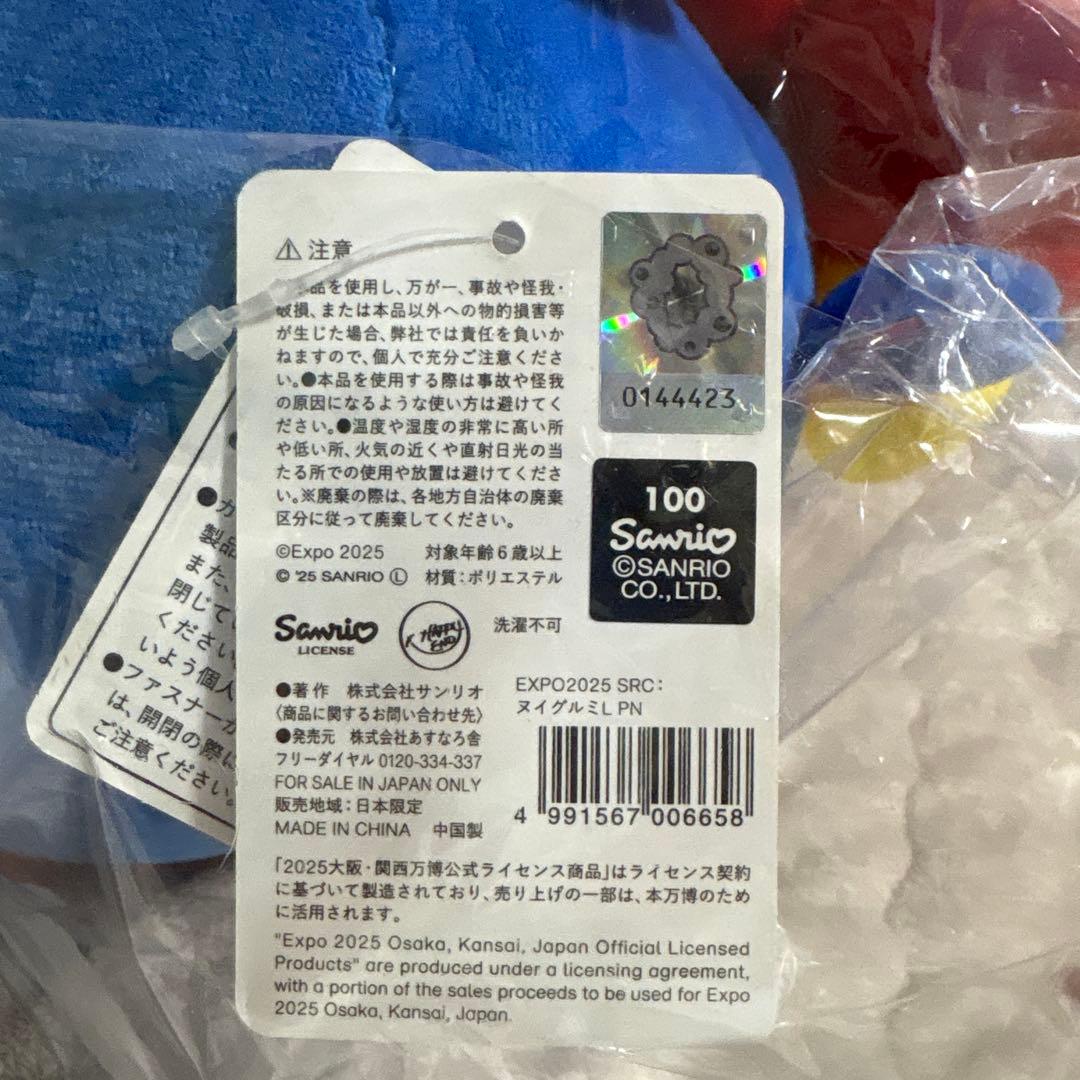 ⚠ 注意
品を使用し、万が一、事故や怪我・
破損、または本品以外への物的損害等
が生じた場合、弊社では責任を負いか
ねますので、個人で充分ご注意くださ
い。●本品を使用する際は事故や怪我
の原因になるような使い方は避けてく
ださい。●温度や湿度の非常に高い所
や低い所、火気の近くや直射日光の当
たる所での使用や放置は避けてくださ
い。※廃棄の際は、各地方自治体の廃棄
区分に従って廃棄してください。
©Expo 2025 対象年齢6歳以上
© '25 SANRIO Ⓛ 材質：ポリエステル
Sanrio
LICENSE
HAPPY
END
洗濯不可
0144423
100
Sanrio
©SANRIO
CO.,LTD.
●著作 株式会社サンリオ
〈商品に関するお問い合わせ先〉
●発売元 株式会社あすなろ舎
フリーダイヤル 0120-334-337
FOR SALE IN JAPAN ONLY
販売地域：日本限定
MADE IN CHINA 中国製
EXPO2025 SRC：
ヌイグルミL PN
4 991567 006658
「2025大阪・関西万博公式ライセンス商品」はライセンス契約
に基づいて製造されており、売り上げの一部は、本万博のため
に活用されます。
"Expo 2025 Osaka, Kansai, Japan Official Licensed
Products" are produced under a licensing agreement,
with a portion of the sales proceeds to be used for Expo
2025 Osaka, Kansai, Japan.
製品
また、
閉じて
ください
いよう個人
●ファスナーが
は、開閉の際に
ご注意ください。